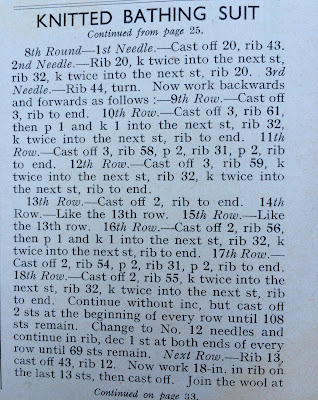 KNITTED BATHING SUIT
Continued from page 25.
8th Round—1st Needle.—Cast off 20, rib 43.
2nd Needle.—Rib 20, k twice into the next st,
rib 32, k twice into the next st, rib 20. 3rd
Needle.—Rib 44, turn. Now work backwards
and forwards as follows :—9th Row.—Cast off
3, rib to end. 10th Row.—Cast off 3, rib 61,
then p 1 and k 1 into the next st, rib 32,
k twice into the next st, rib to end. 11th
Row.—Cast off 3, rib 58, p 2, rib 31, p 2, rib
to end. 12th Row.—Cast off 3, rib 59, k
twice into the next st, rib 32, k twice into
the next st, rib to end.
13th Row.—Cast off 2, rib to end. 14th
Row.—Like the 13th row. 15th Row.—Like
the 13th row. 16th Row.—Cast off 2, rib 56,
then p 1 and k 1 into the next st, rib 32, k
twice into the next st, rib to end. 17th Row.—
Cast off 2, rib 54, p 2, rib 31, p 2, rib to end.
18th Row.—Cast off 2, rib 55, k twice into the
next st, rib 32, k twice into the next st, rib
to end. Continue without inc, but cast off
2 sts at the beginning of every row until 108
sts remain. Change to No. 12 needles and
continue in rib, dec 1 st at both ends of every
row until 69 sts remain. Next Row.—Rib 13,
cast off 43, rib 12. Now work 18-in. in rib on
the last 13 sts, then cast off. Join the wool at
Continued on page 33.